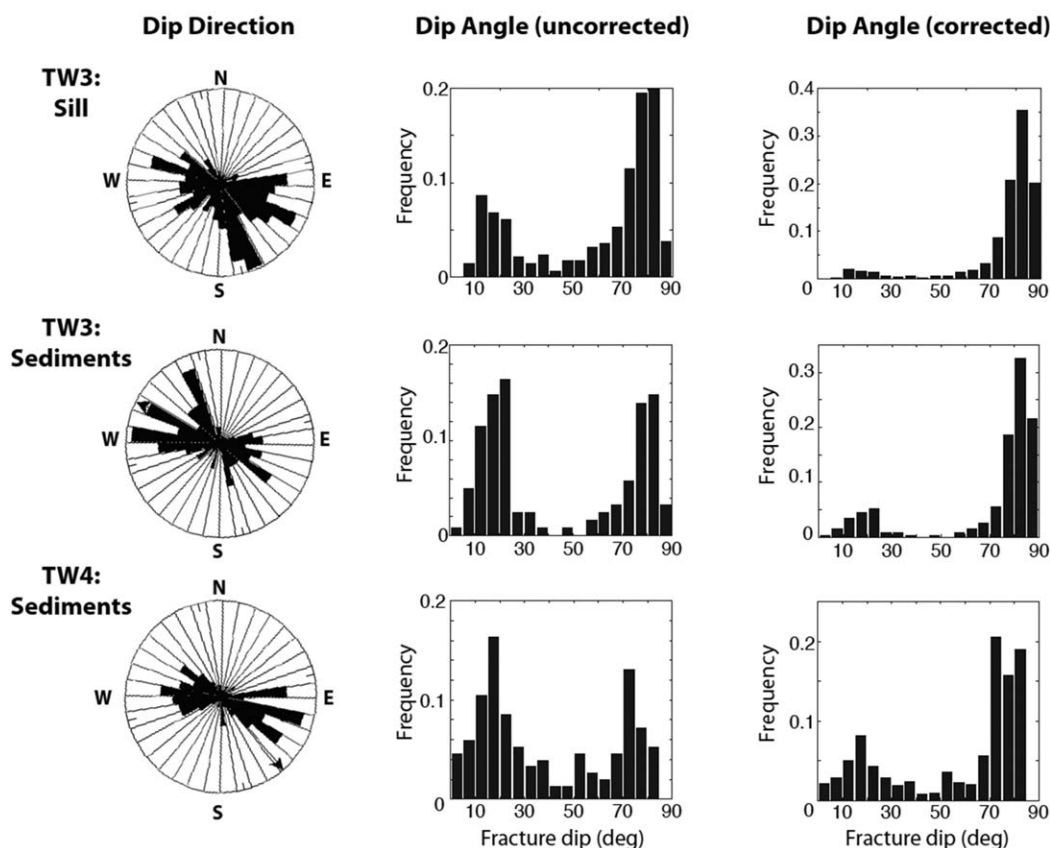 Dip Direction Dip Angle (uncorrected) Dip Angle (corrected)
TW3:
Sill
N
W E
S
Frequency
0.2
0.1
0
10 30 50 70 90
Frequency
0.4
0.3
0.2
0.1
0
10 30 50 70 90
TW3:
Sediments
N
W E
S
Frequency
0.2
0.1
0
10 30 50 70 90
Frequency
0.3
0.2
0.1
0
10 30 50 70 90
TW4:
Sediments
N
W E
S
Frequency
0.2
0.1
0
10 30 50 70 90
Fracture dip (deg)
Frequency
0.2
0.1
0
10 30 50 70 90
Fracture dip (deg)